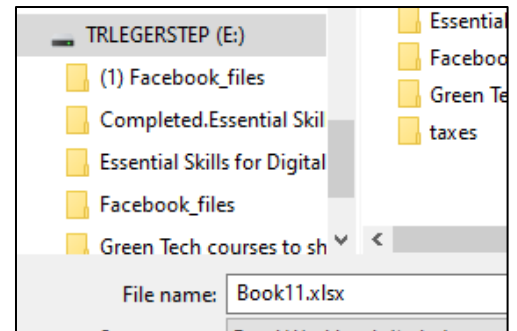 TRLEGERSTEP (E:)
(1) Facebook_files
Completed.Essential Skil
Essential Skills for Digital
Facebook_files
Green Tech courses to sh
Essential
Faceboo
Green Te
taxes
File name: Book11.xlsx